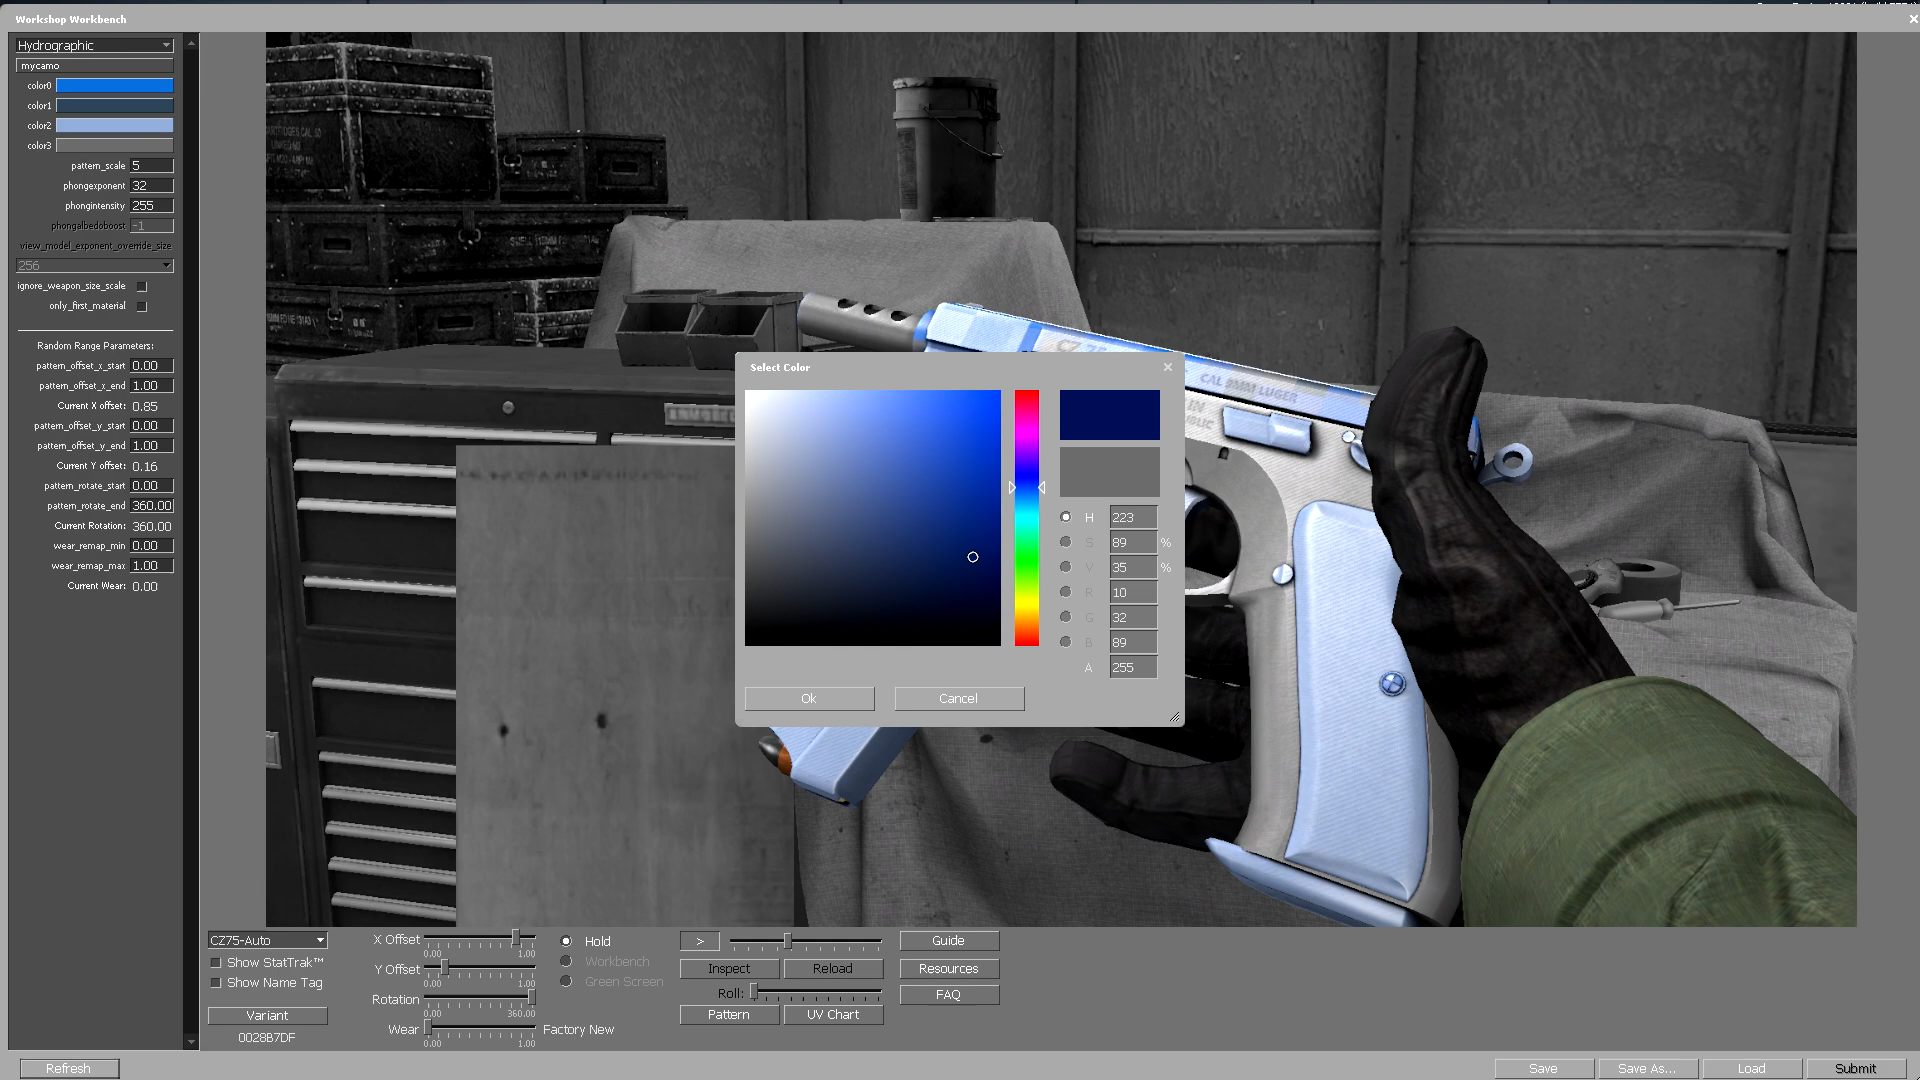 Workshop Workbench
Hydrographic
mycamo
color0
color1
color2
color3
pattern_scale 5
phongexponent 32
phongintensity 255
phongalbedoboost -1
view_model_exponent_override_size
256
ignore_weapon_size_scale
only_first_material
Random Range Parameters:
pattern_offset_x_start 0.00
pattern_offset_x_end 1.00
Current X offset: 0.85
pattern_offset_y_start 0.00
pattern_offset_y_end 1.00
Current Y offset: 0.16
pattern_rotate_start 0.00
pattern_rotate_end 360.00
Current Rotation: 360.00
wear_remap_min 0.00
wear_remap_max 1.00
Current Wear: 0.00
CAL 9MM LUGER
IN
Select Color
H 223
S 89 %
V 35 %
R 10
G 32
B 89
A 255
Ok
Cancel
CZ75-Auto
Show StatTrak™
Show Name Tag
Variant
0028B7DF
X Offset
0.00 1.00
Y Offset
0.00 1.00
Rotation
0.00 360.00
Wear
0.00 1.00
Factory New
Hold
Workbench
Green Screen
>
Inspect
Reload
Roll:
Pattern
UV Chart
Guide
Resources
FAQ
Refresh
Save
Save As...
Load
Submit